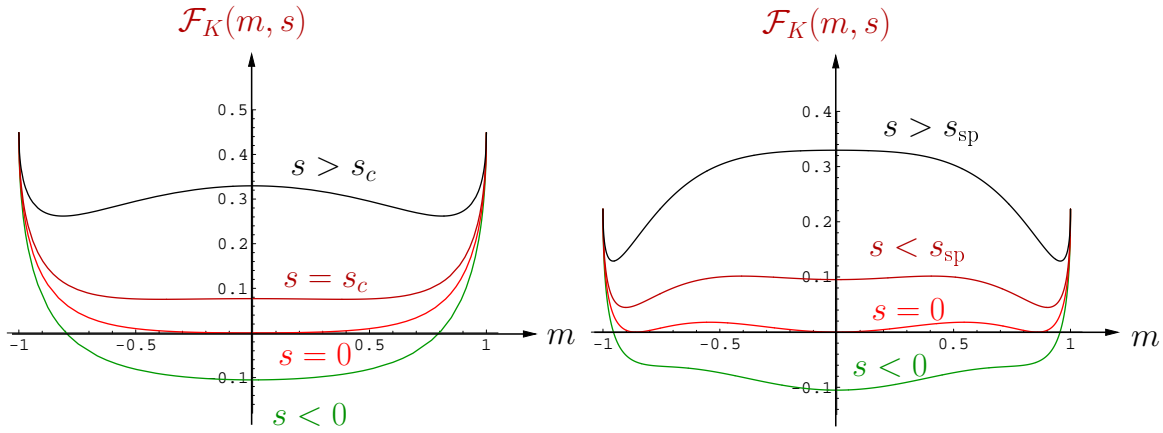 F_K(m, s)
0.5
0.4
s > s_c
0.3
0.2
s = s_c
0.1
-1
-0.5
0.5
1
m
s = 0
0.1
s < 0
F_K(m, s)
0.4
s > s_sp
0.3
0.2
s < s_sp
0.1
s = 0
-1
-0.5
0.5
1
m
s < 0
-0.1